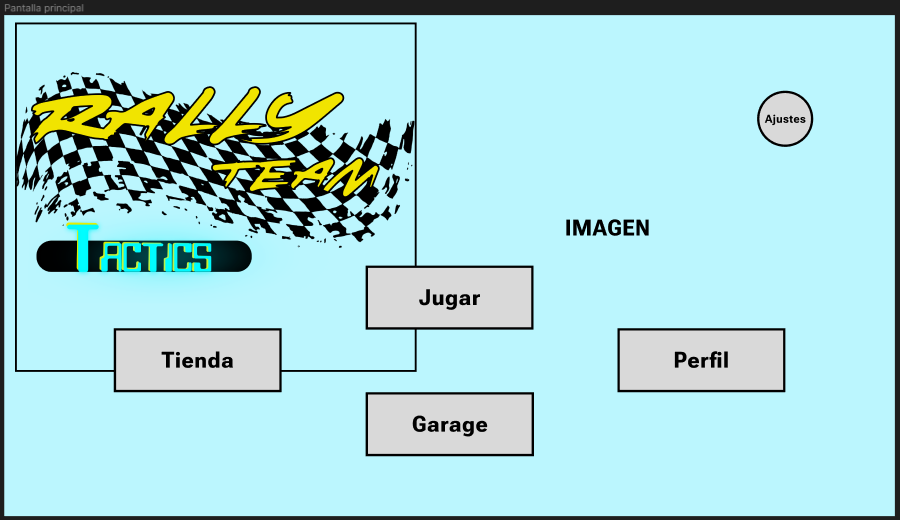 Pantalla principal
RALLY
TEAM
TACTICS
Ajustes
IMAGEN
Jugar
Tienda
Perfil
Garage